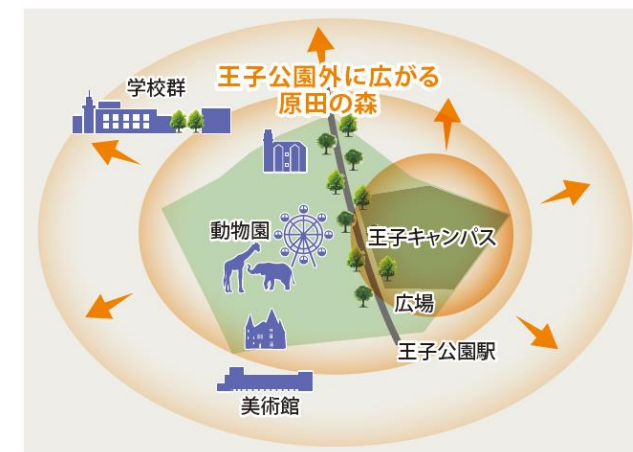 学校群
王子公園外に広がる
原田の森
動物園
王子キャンパス
広場
王子公園駅
美術館